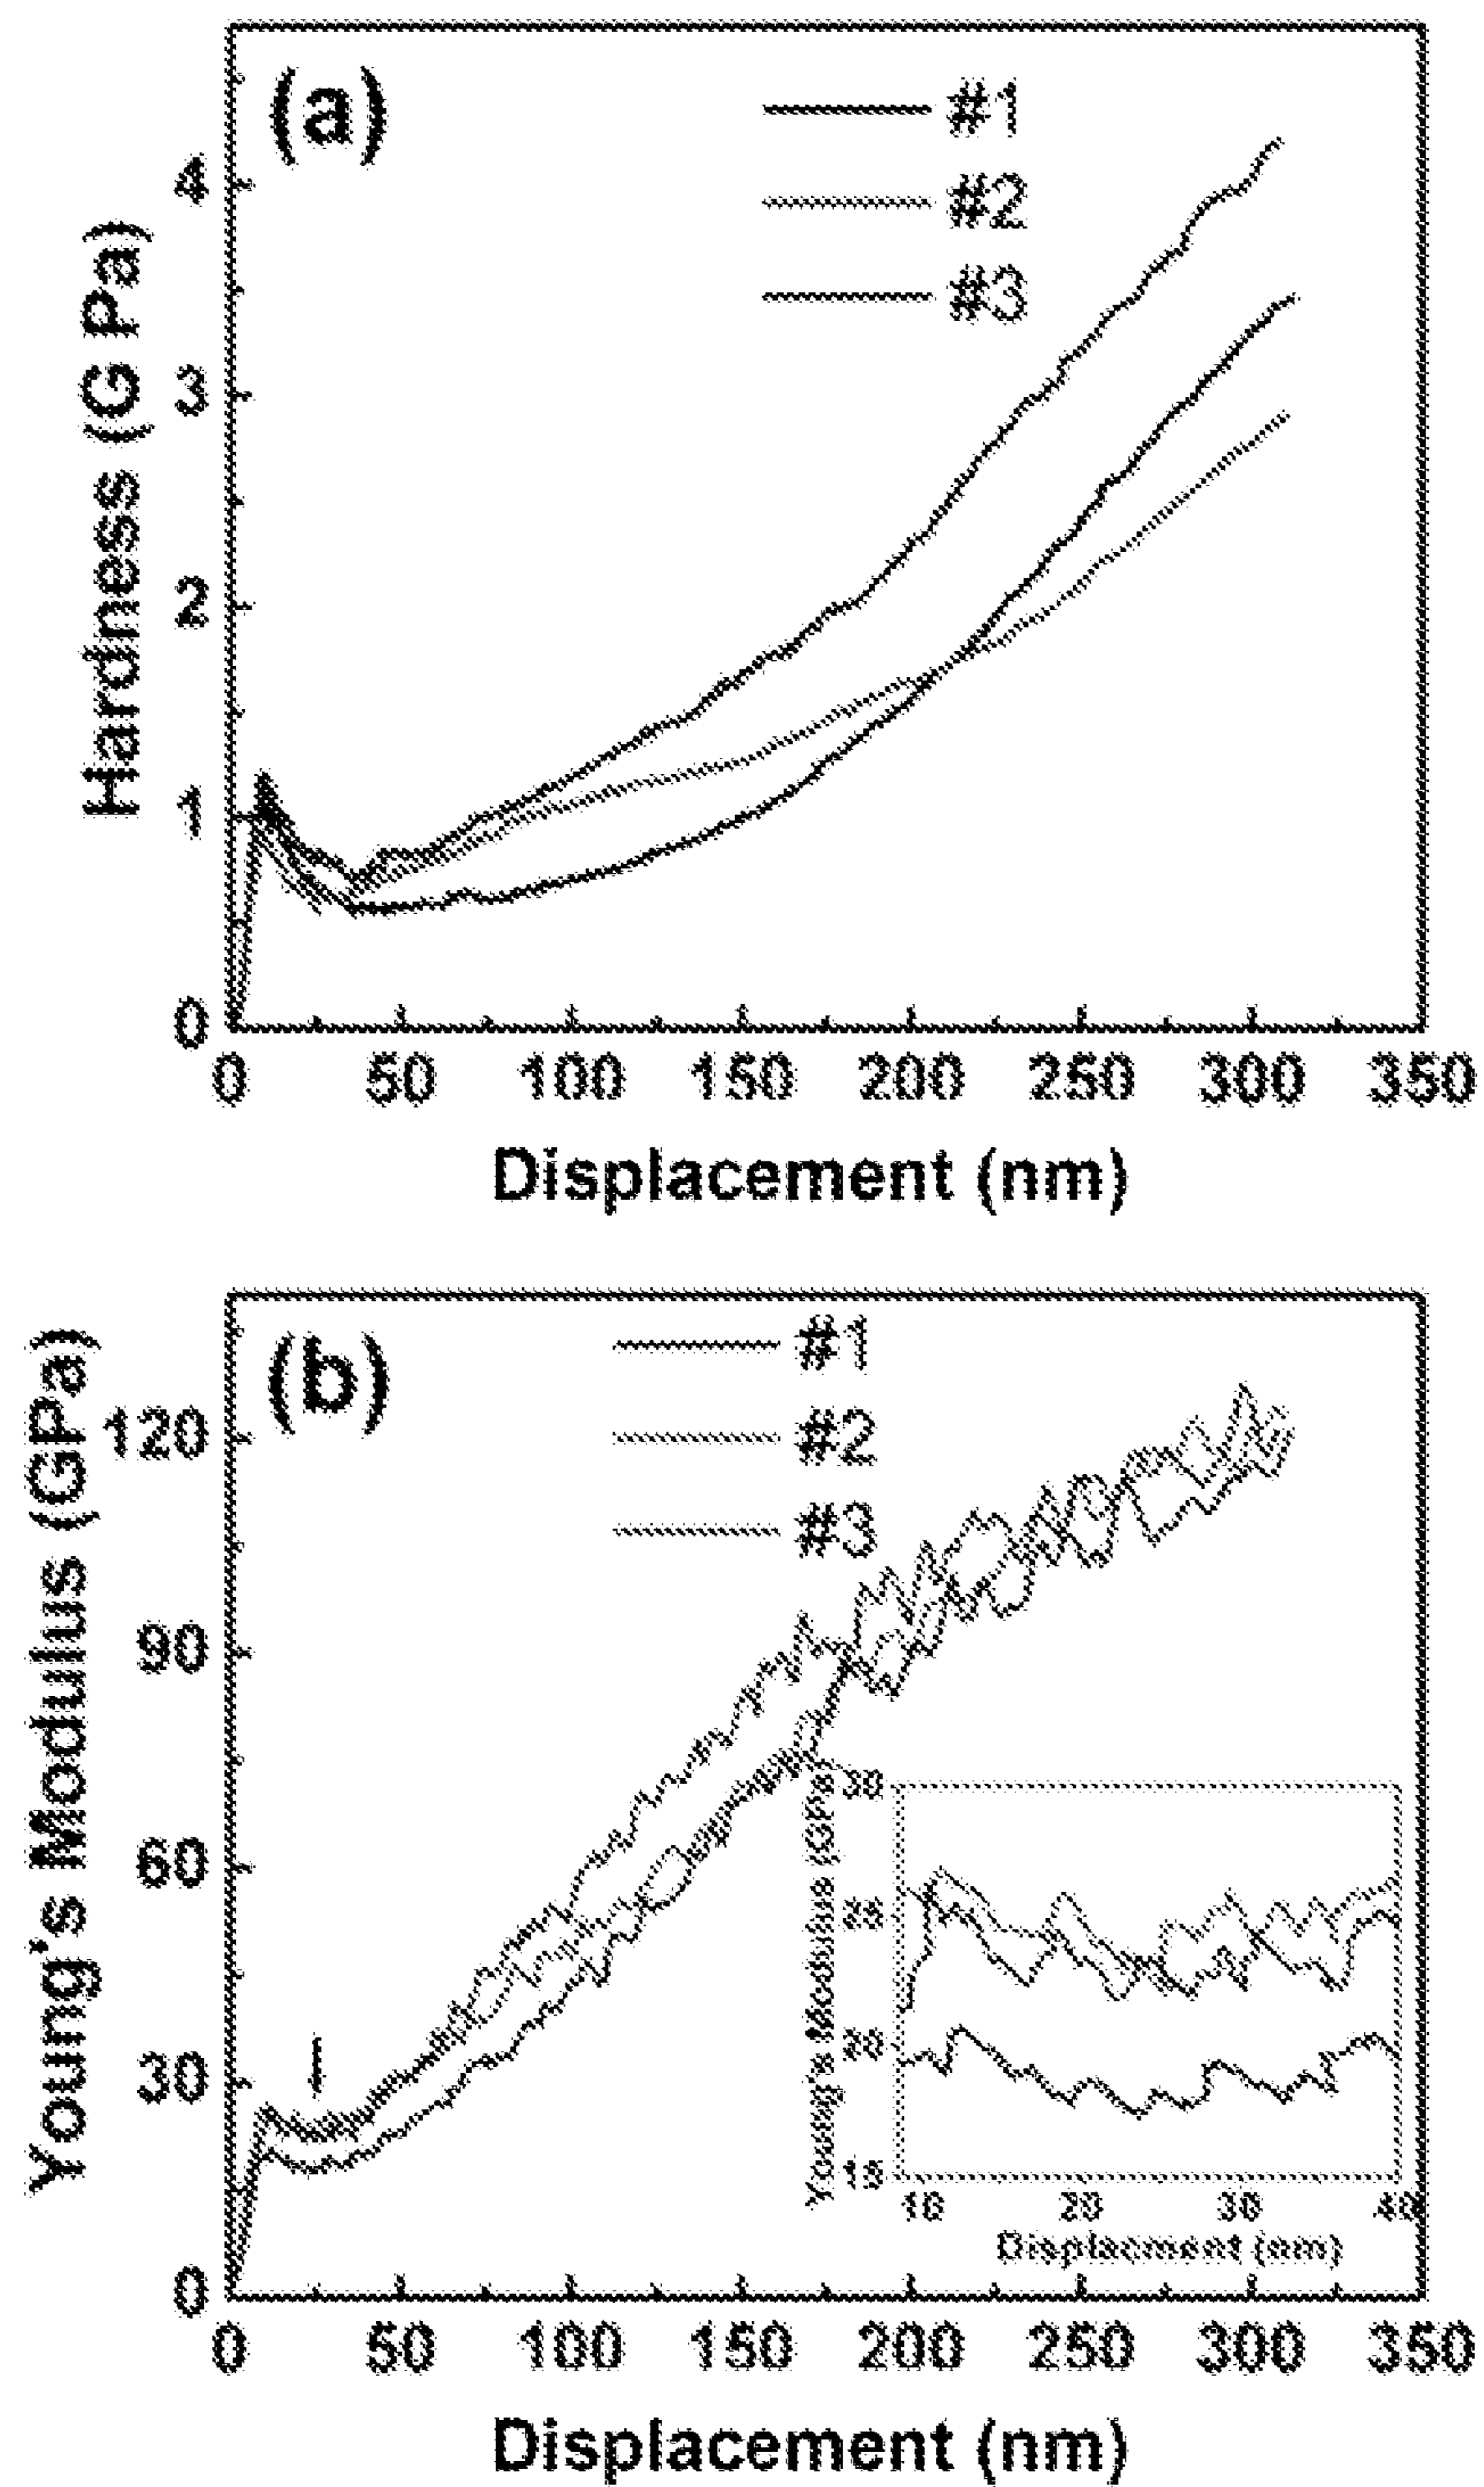 (a)
#1
#2
#3
4
3
2
1
0
Hardness (G Pa)
0 50 100 150 200 250 300 350
Displacement (nm)
(b)
#1
#2
#3
120
90
60
30
0
Young's Modulus (GPa)
30
25
20
15
Young's Modulus (GPa)
10 20 30 40
Displacment (nm)
0 50 100 150 200 250 300 350
Displacement (nm)